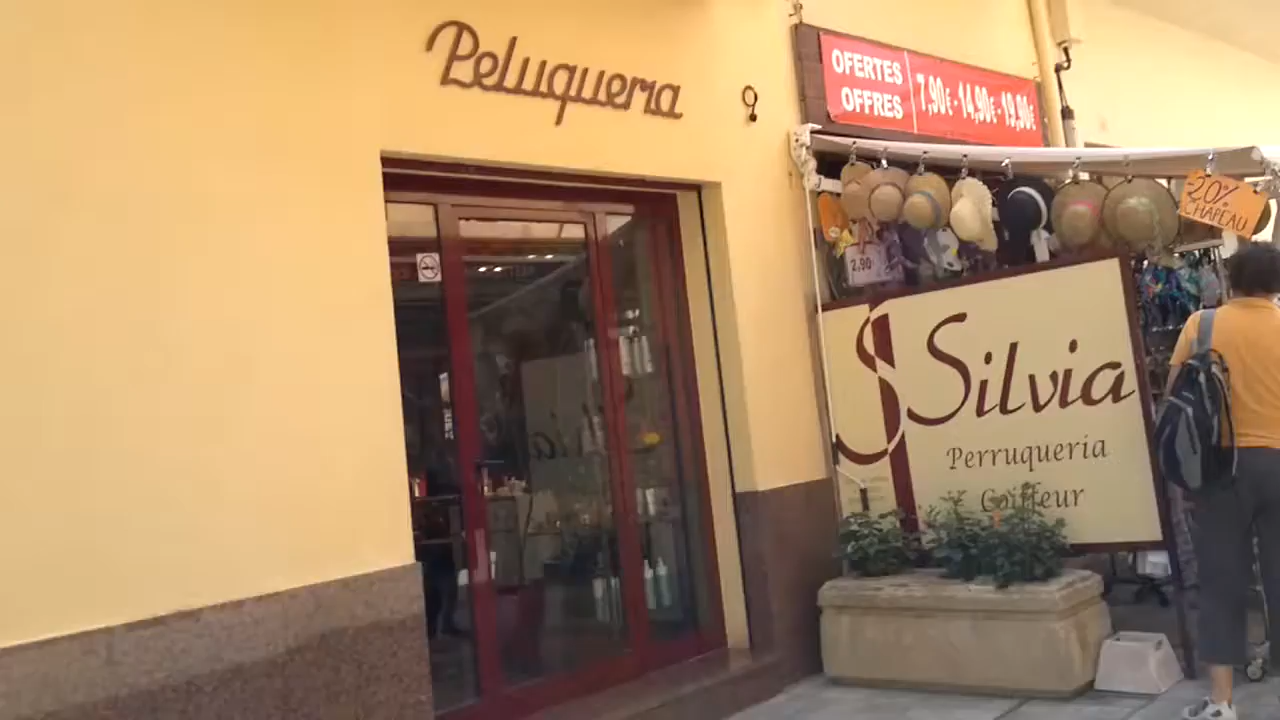 Peluqueria
OFERTES
OFFRES
7,90€ - 14,90€ - 19,90€
20%
CHAPEAU
2,90
Silvia
Perruqueria
Coiffeur